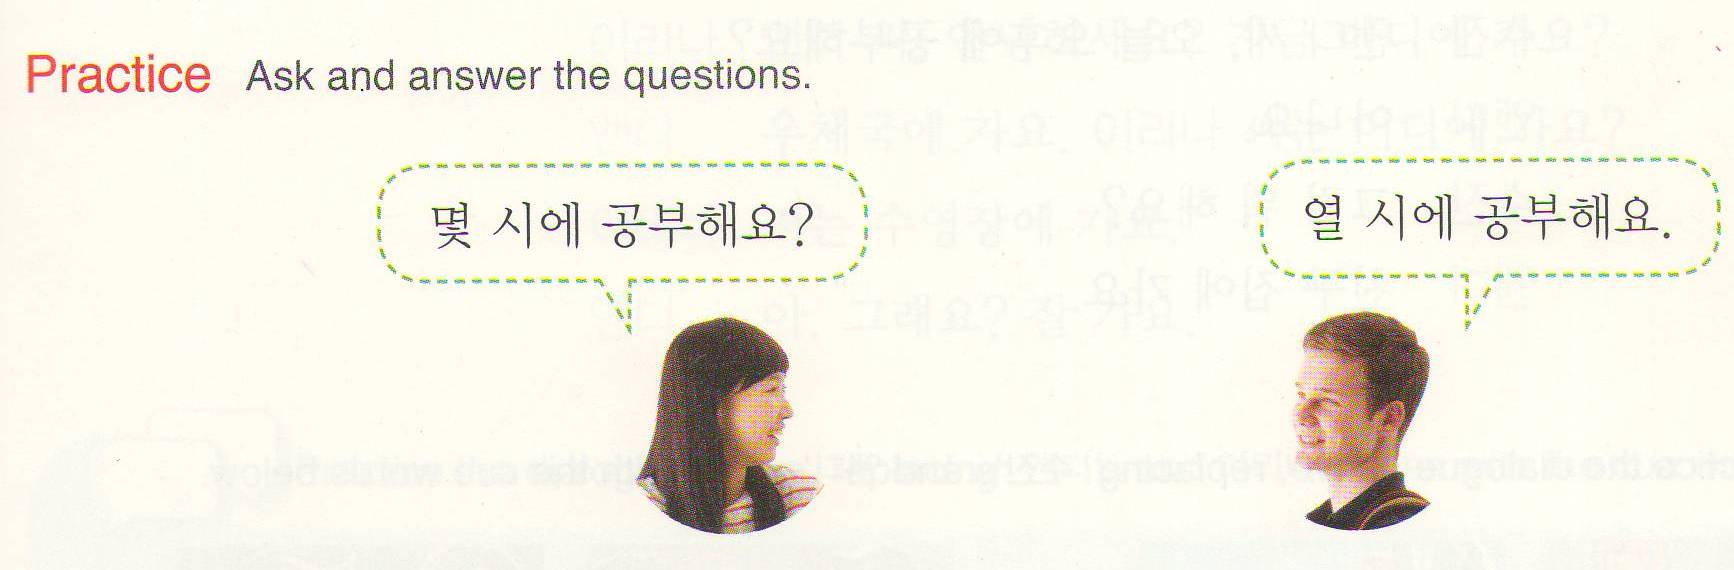 Practice Ask and answer the questions.
몇 시에 공부해요?
열 시에 공부해요.